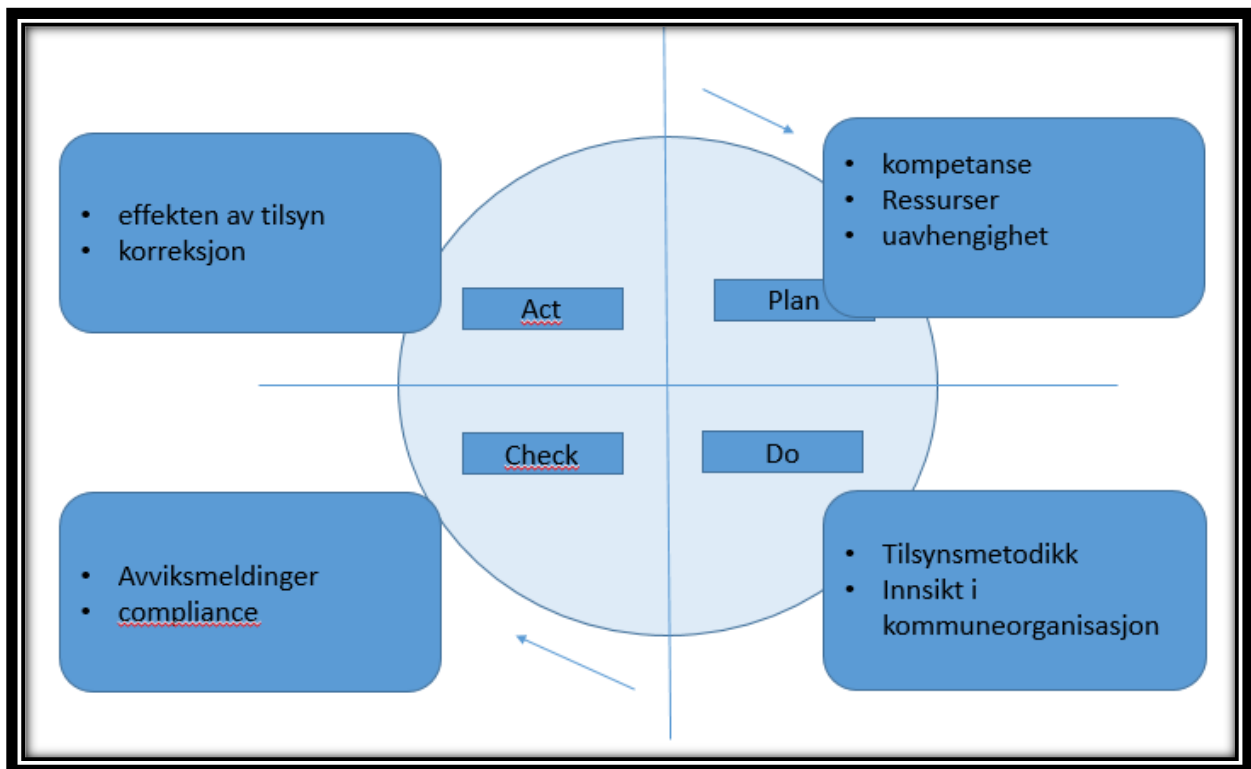 • effekten av tilsyn
• korreksjon
• kompetanse
• Ressurser
• uavhengighet
Act
Plan
Check
Do
• Avviksmeldinger
• compliance
• Tilsynsmetodikk
• Innsikt i
kommuneorganisasjon